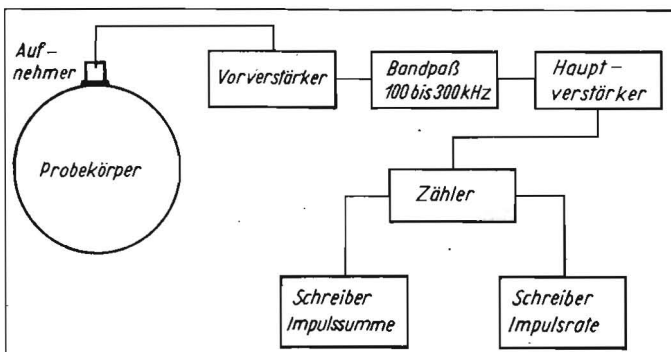 Auf-
nehmer
Vorverstärker
Bandpaß
100 bis 300 kHz
Haupt-
verstärker
Probekörper
Zähler
Schreiber
Impulssumme
Schreiber
Impulsrate